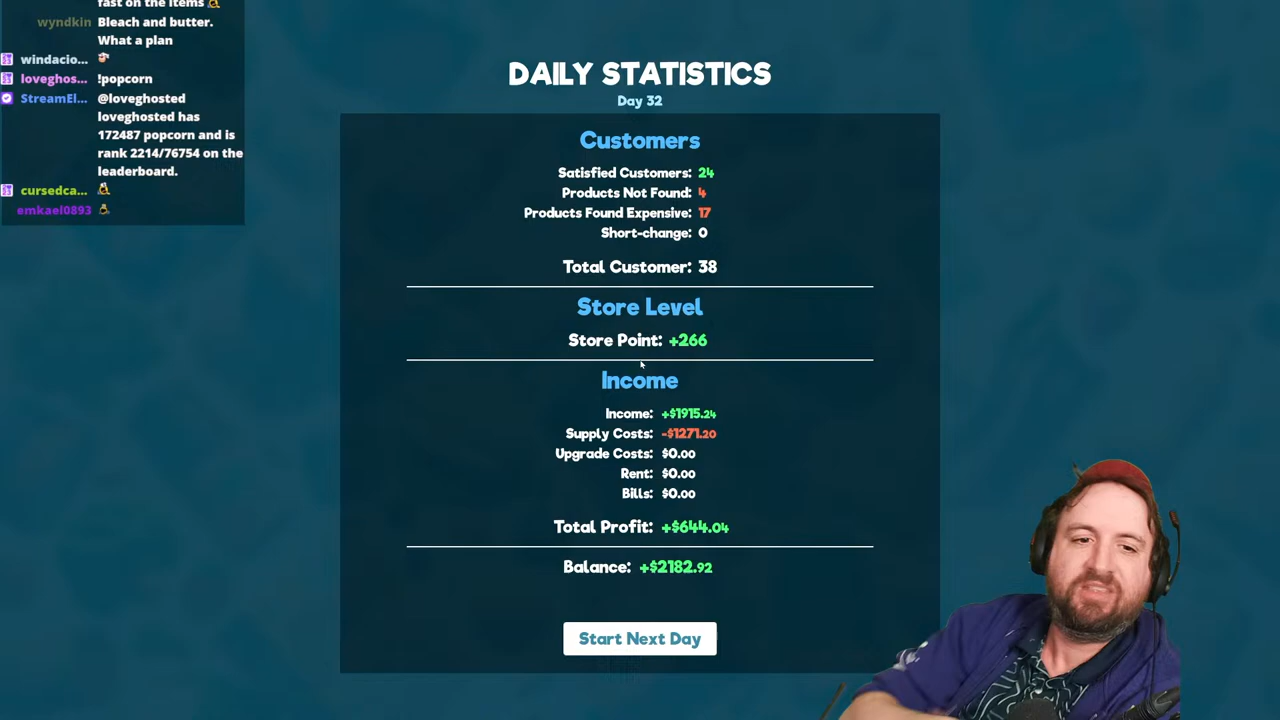 fast on the items
wyndkin Bleach and butter.
What a plan
windacio...
loveghos... !popcorn
StreamEl... @loveghosted
loveghosted has
172487 popcorn and is
rank 2214/76754 on the
leaderboard.
cursedca...
emkael0893
DAILY STATISTICS
Day 32
Customers
Satisfied Customers: 24
Products Not Found: 4
Products Found Expensive: 17
Short-change: 0
Total Customer: 38
Store Level
Store Point: +266
Income
Income: +$1915.24
Supply Costs: -$1271.20
Upgrade Costs: $0.00
Rent: $0.00
Bills: $0.00
Total Profit: +$644.04
Balance: +$2182.92
Start Next Day